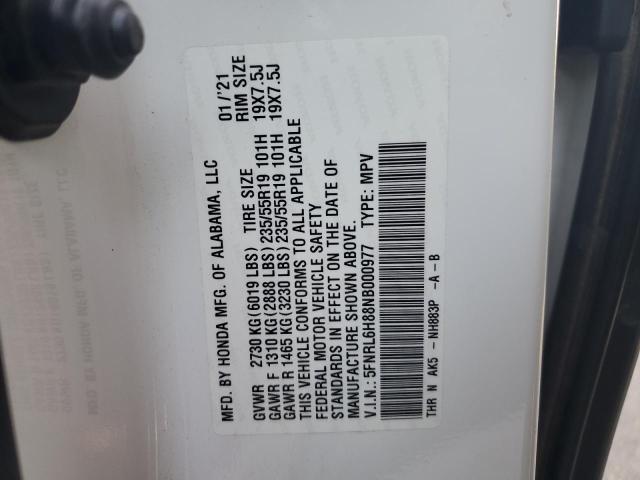 MFD. BY HONDA MFG. OF ALABAMA, LLC 01/'21
GVWR 2730 KG(6019 LBS) TIRE SIZE RIM SIZE
GAWR F 1310 KG(2888 LBS)235/55R19 101H 19X7.5J
GAWR R 1465 KG(3230 LBS)235/55R19 101H 19X7.5J
THIS VEHICLE CONFORMS TO ALL APPLICABLE
FEDERAL MOTOR VEHICLE SAFETY
STANDARDS IN EFFECT ON THE DATE OF
MANUFACTURE SHOWN ABOVE.
V.I.N.:5FNRL6H88NB000977 TYPE: MPV
THR N AK5 - NH883P -A-B